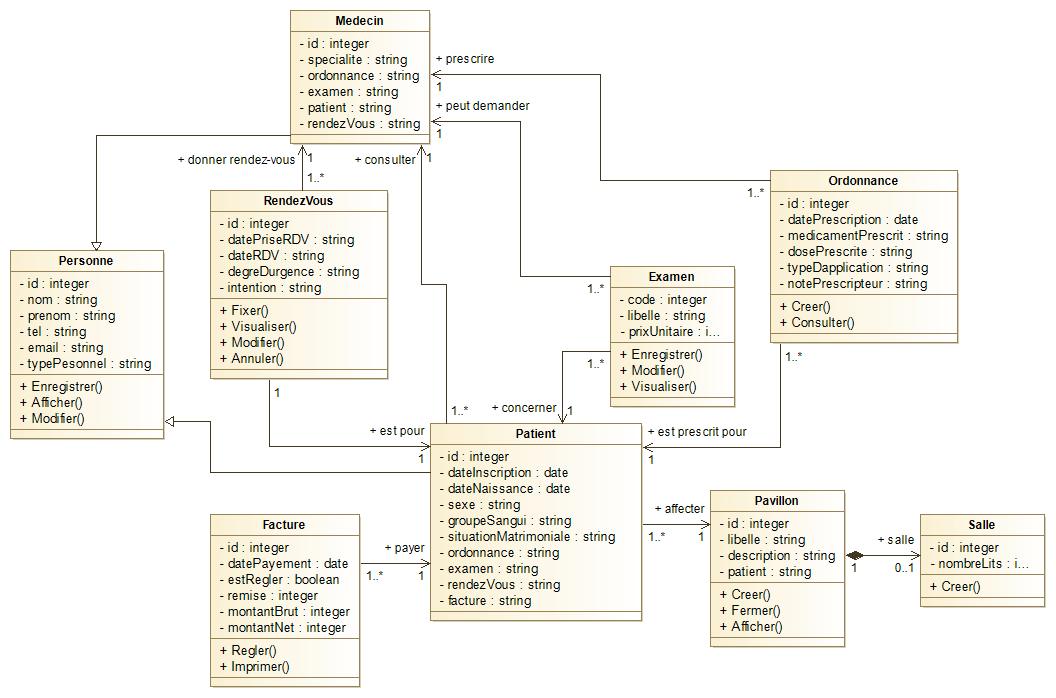 Medecin
- id : integer
- specialite : string
- ordonnance : string
- examen : string
- patient : string
- rendezVous : string
+ prescrire
1
+ peut demander
1
+ donner rendez-vous
1
1..*
+ consulter
1
RendezVous
- id : integer
- datePriseRDV : string
- dateRDV : string
- degreDurgence : string
- intention : string
+ Fixer()
+ Visualiser()
+ Modifier()
+ Annuler()
1
Ordonnance
- id : integer
- datePrescription : date
- medicamentPrescrit : string
- dosePrescrite : string
- typeDapplication : string
- notePrescripteur : string
+ Creer()
+ Consulter()
1..*
1..*
Personne
- id : integer
- nom : string
- prenom : string
- tel : string
- email : string
- typePesonnel : string
+ Enregistrer()
+ Afficher()
+ Modifier()
Examen
- code : integer
- libelle : string
- prixUnitaire : i...
+ Enregistrer()
+ Modifier()
+ Visualiser()
1..*
1..*
+ concerner
1
1..*
+ est pour
1
+ est prescrit pour
1
Patient
- id : integer
- dateInscription : date
- dateNaissance : date
- sexe : string
- groupeSangui : string
- situationMatrimoniale : string
- ordonnance : string
- examen : string
- rendezVous : string
- facture : string
+ affecter
1..*
1
Pavillon
- id : integer
- libelle : string
- description : string
- patient : string
+ Creer()
+ Fermer()
+ Afficher()
+ salle
1
0..1
Salle
- id : integer
- nombreLits : i...
+ Creer()
Facture
- id : integer
- datePayement : date
- estRegler : boolean
- remise : integer
- montantBrut : integer
- montantNet : integer
+ Regler()
+ Imprimer()
+ payer
1..*
1